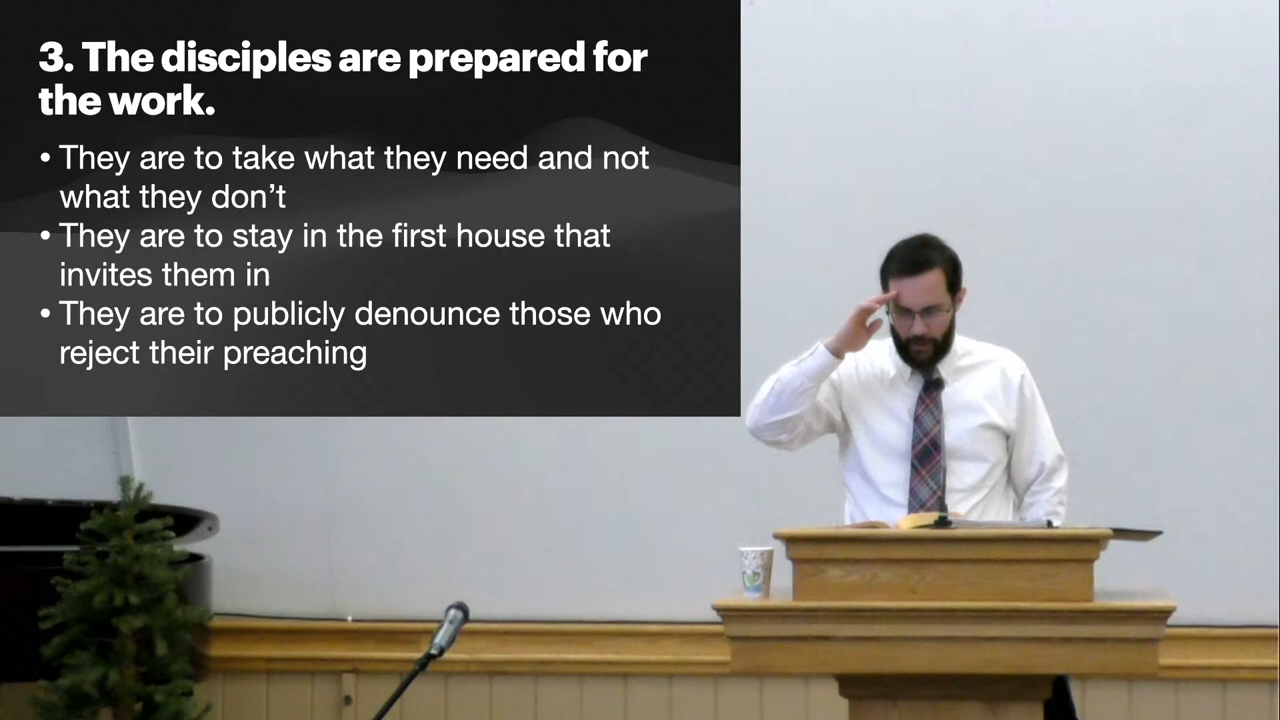 3. The disciples are prepared for
the work.
• They are to take what they need and not
what they don’t
• They are to stay in the first house that
invites them in
• They are to publicly denounce those who
reject their preaching